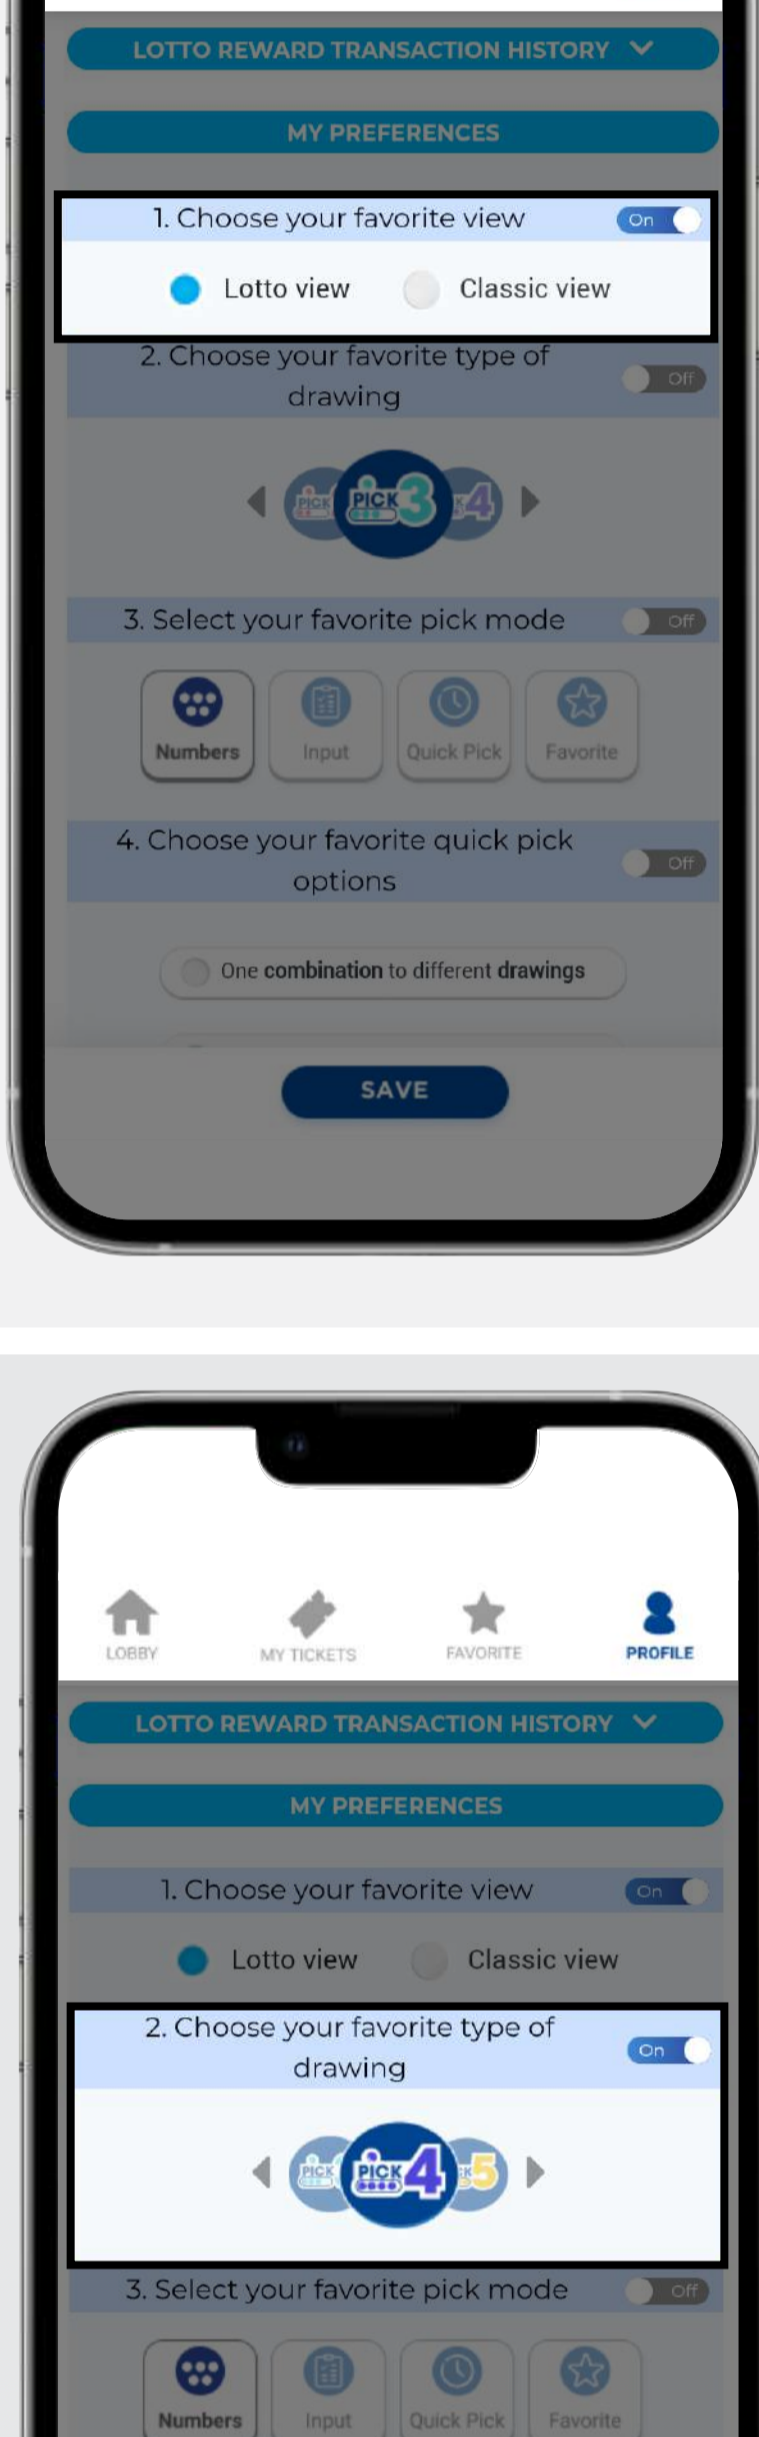 LOTTO REWARD TRANSACTION HISTORY
MY PREFERENCES
1. Choose your favorite view
On
Lotto view
Classic view
2. Choose your favorite type of
drawing
Off
PICK
PICK3
4
3. Select your favorite pick mode
Off
Numbers
Input
Quick Pick
Favorite
4. Choose your favorite quick pick
options
Off
One combination to different drawings
SAVE
LOBBY
MY TICKETS
FAVORITE
PROFILE
LOTTO REWARD TRANSACTION HISTORY
MY PREFERENCES
1. Choose your favorite view
On
Lotto view
Classic view
2. Choose your favorite type of
drawing
On
PICK
PICK4
K5
3. Select your favorite pick mode
Off
Numbers
Input
Quick Pick
Favorite